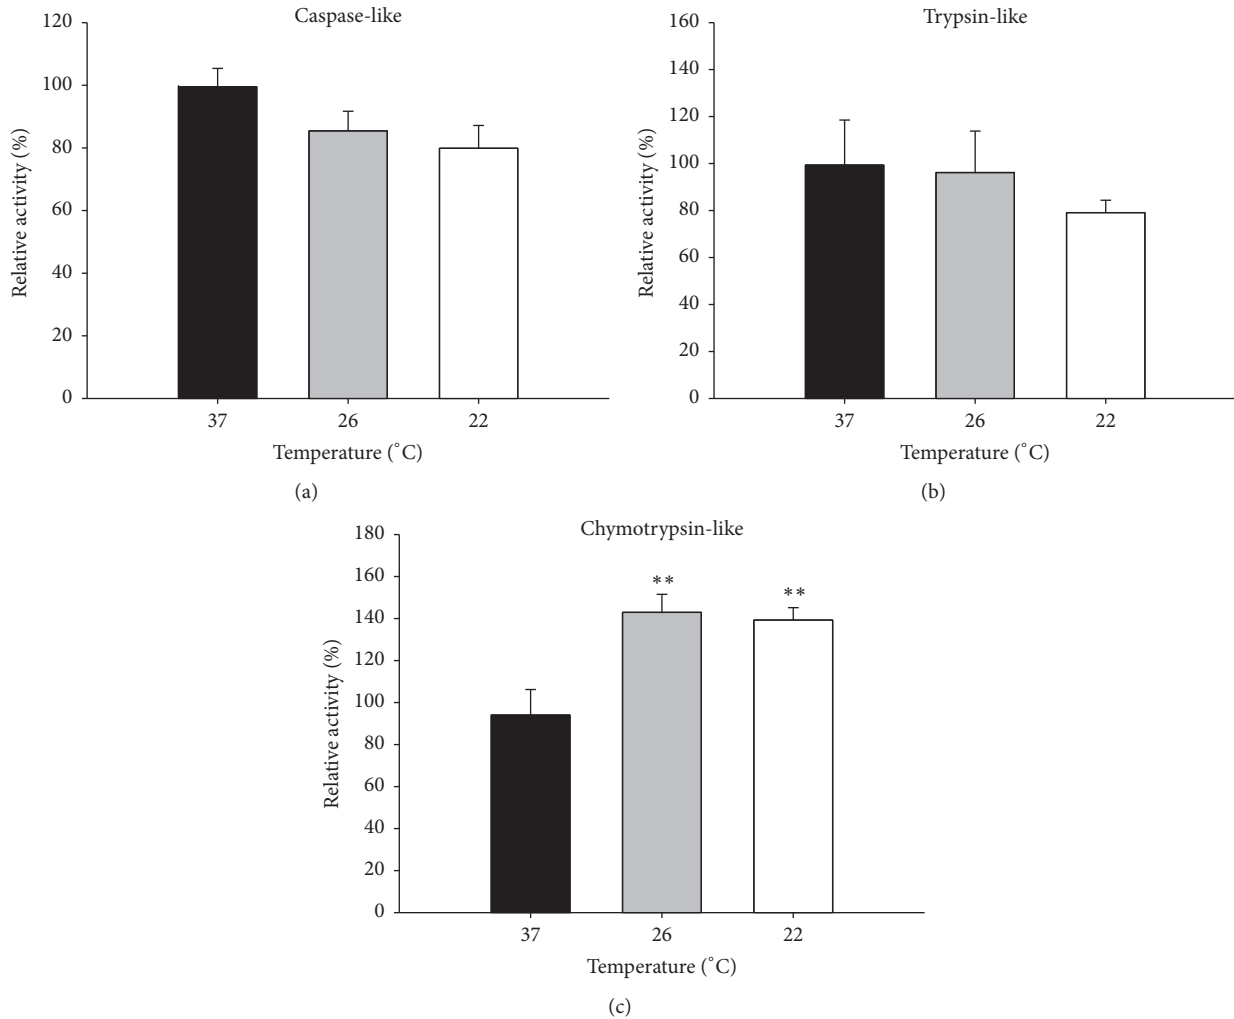 Caspase-like
120
100
80
60
40
20
0
Relative activity (%)
37 26 22
Temperature (˚C)
(a)
Trypsin-like
160
140
120
100
80
60
40
20
0
Relative activity (%)
37 26 22
Temperature (˚C)
(b)
Chymotrypsin-like
180
160
140
120
100
80
60
40
20
0
Relative activity (%)
** **
37 26 22
Temperature (˚C)
(c)